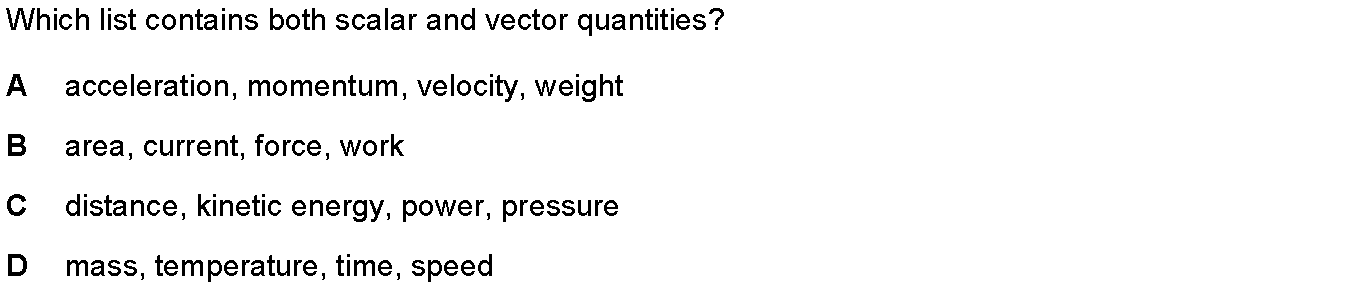 Which list contains both scalar and vector quantities?
A acceleration, momentum, velocity, weight
B area, current, force, work
C distance, kinetic energy, power, pressure
D mass, temperature, time, speed